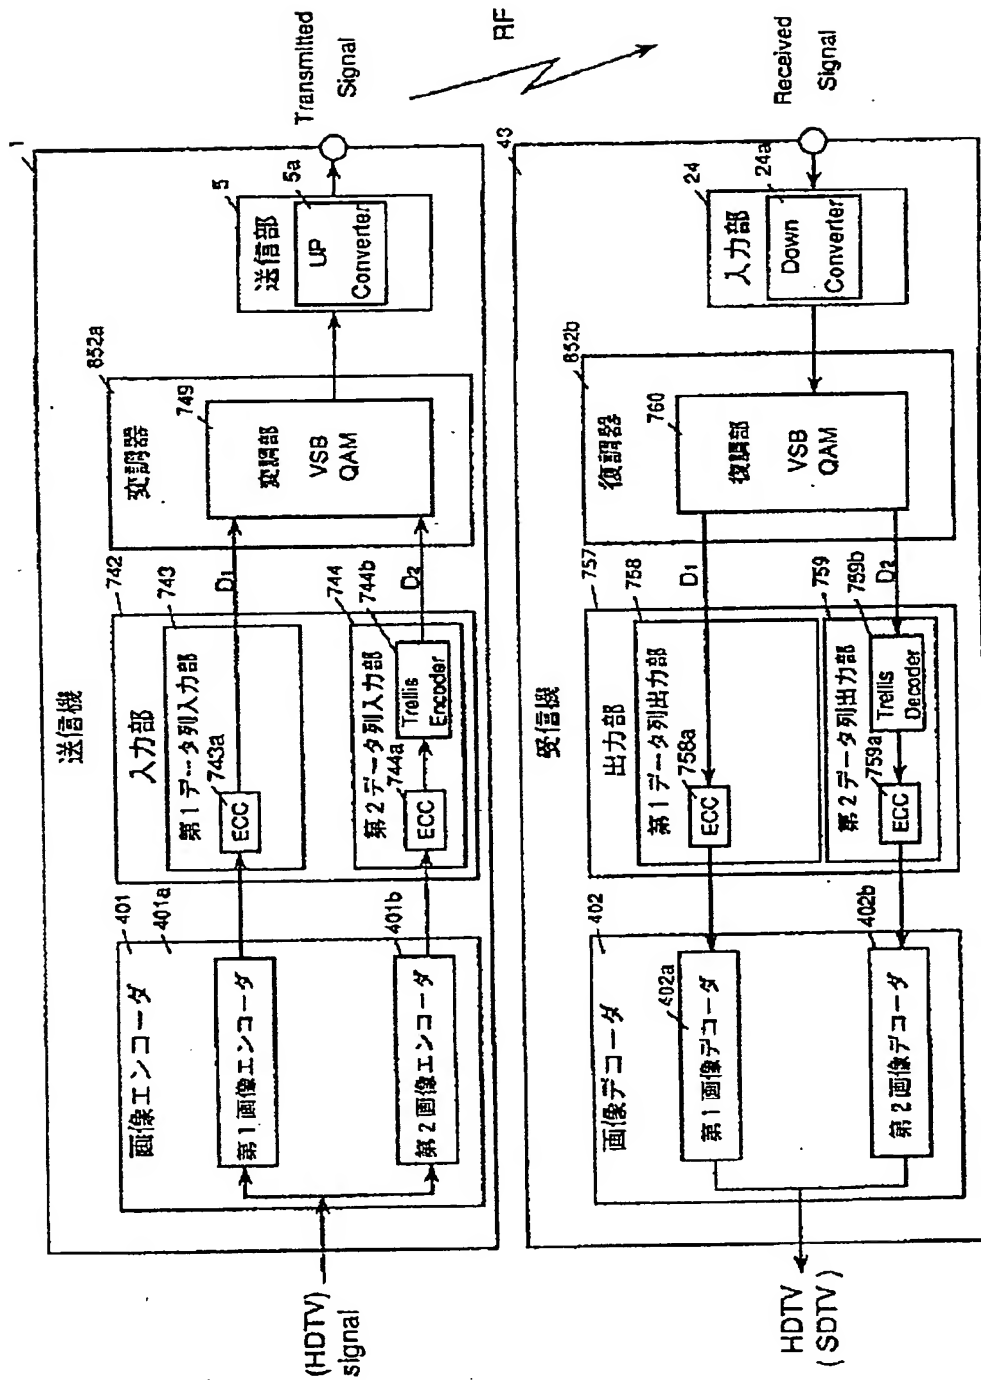 送信機
1
画像エンコーダ
401
401a
第1画像エンコーダ
401b
第2画像エンコーダ
(HDTV)
signal
入力部
742
743
第1データ列入力部
743a
ECC
D1
744
第2データ列入力部
744a
ECC
744b
Trellis
Encoder
D2
変調器
852a
749
変調部
VSB
QAM
5
送信部
5a
UP
Converter
Transmitted
Signal
RF
受信機
43
画像デコーダ
402
402a
第1画像デコーダ
402b
第2画像デコーダ
HDTV
(SDTV)
出力部
757
758
第1データ列出力部
758a
ECC
D1
759
第2データ列出力部
759a
ECC
759b
Trellis
Decoder
D2
復調器
852b
760
復調部
VSB
QAM
24
入力部
24a
Down
Converter
Received
Signal